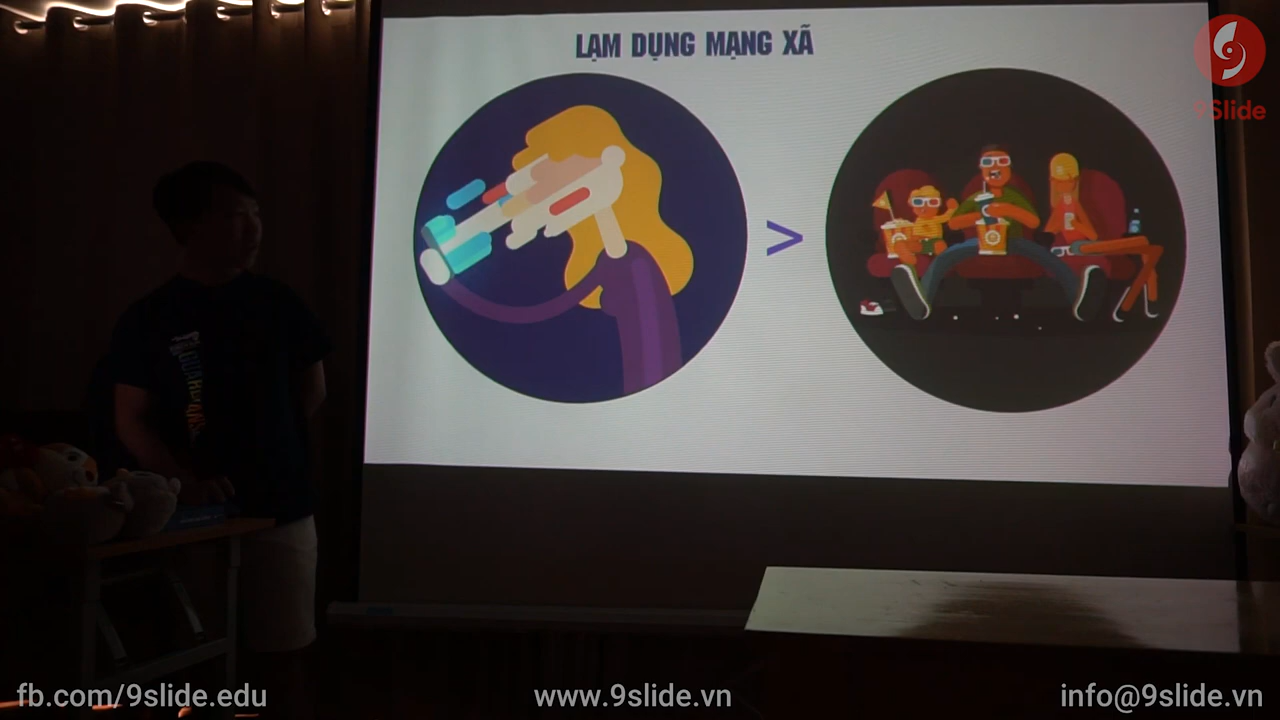 LẠM DỤNG MẠNG XÃ
9Slide
>
fb.com/9slide.edu
www.9slide.vn
info@9slide.vn